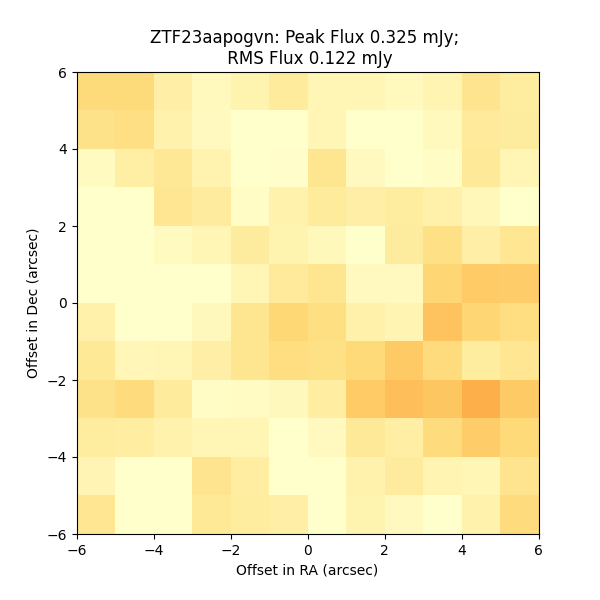 ZTF23aapogvn: Peak Flux 0.325 mJy;
RMS Flux 0.122 mJy
6
4
2
0
−2
−4
−6
Offset in Dec (arcsec)
−6 −4 −2 0 2 4 6
Offset in RA (arcsec)